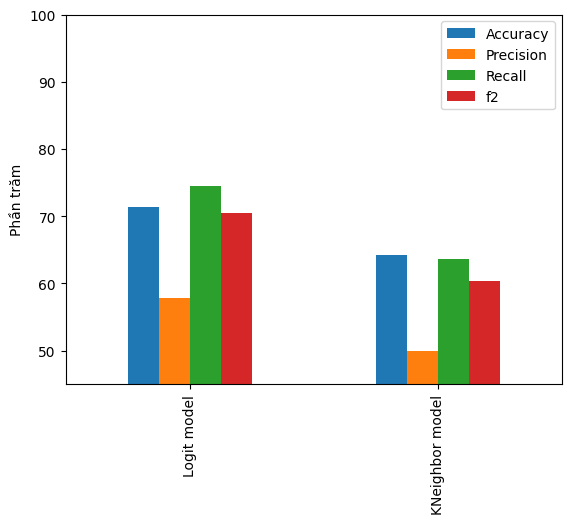 100
90
80
70
60
50
Phần trăm
Accuracy
Precision
Recall
f2
Logit model
KNeighbor model